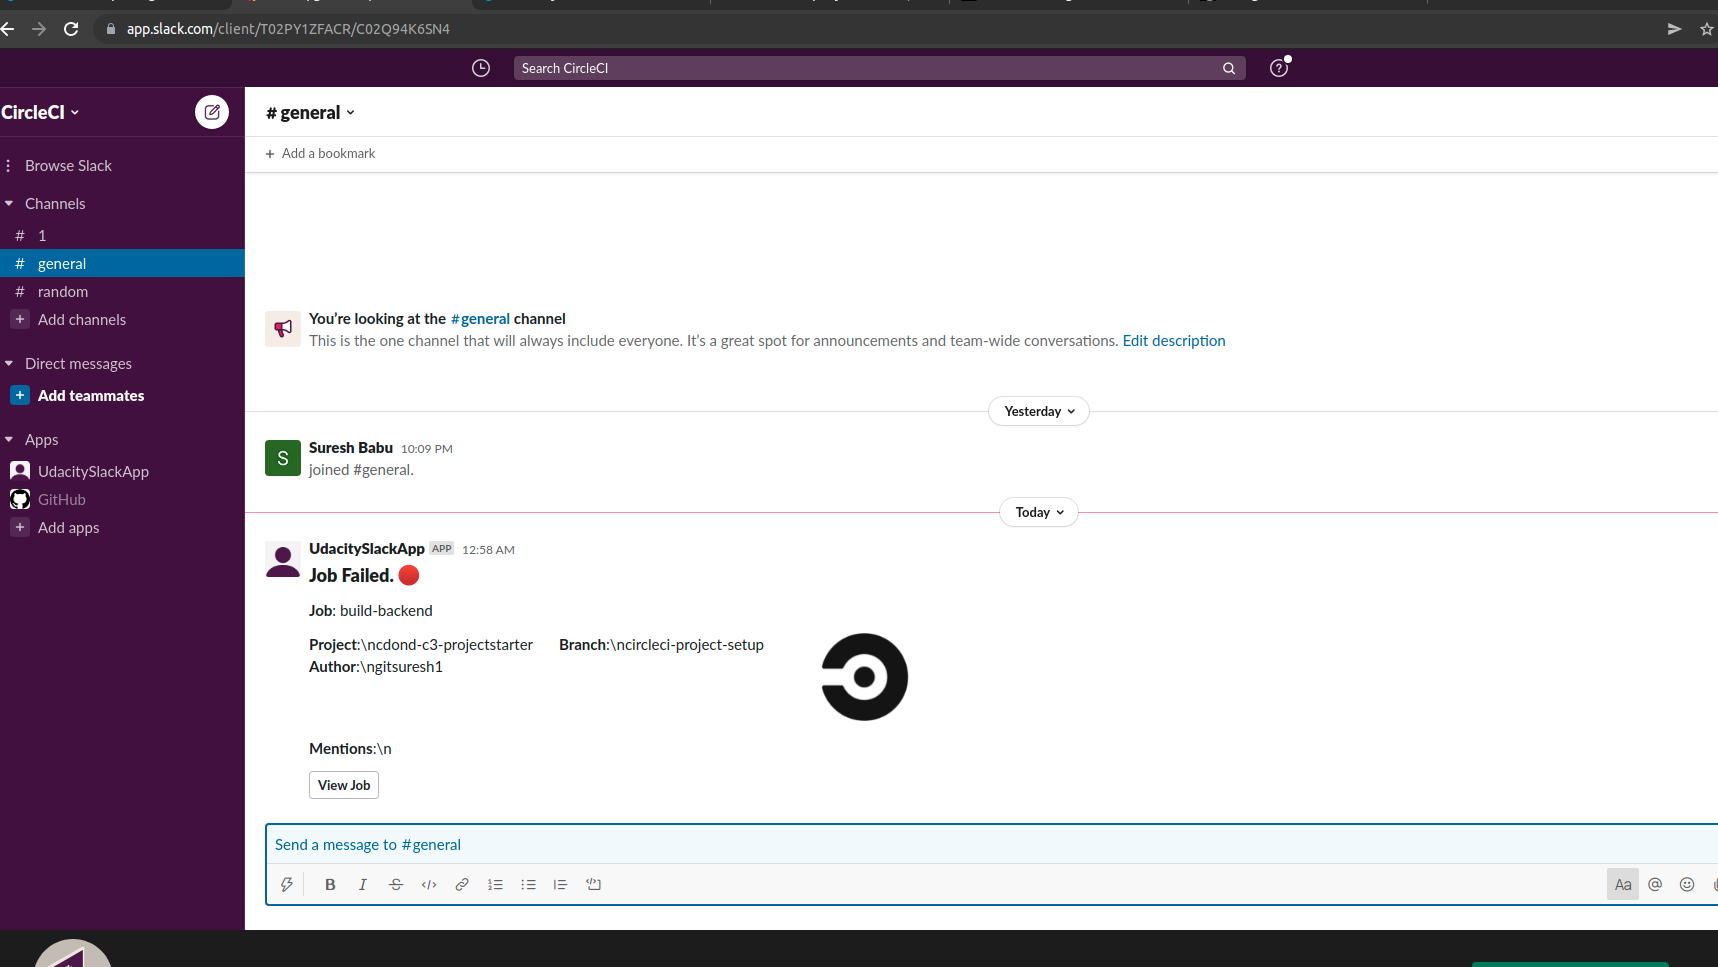 app.slack.com/client/T02PY1ZFACR/C02Q94K6SN4
Search CircleCI
CircleCI
# general
+ Add a bookmark
Browse Slack
Channels
# 1
# general
# random
+ Add channels
Direct messages
+ Add teammates
Apps
UdacitySlackApp
GitHub
+ Add apps
You're looking at the #general channel
This is the one channel that will always include everyone. It's a great spot for announcements and team-wide conversations. Edit description
Yesterday
S
Suresh Babu 10:09 PM
joined #general.
Today
UdacitySlackApp APP 12:58 AM
Job Failed.
Job: build-backend
Project:\ncdond-c3-projectstarter Branch:\ncircleci-project-setup
Author:\ngitsuresh1
Mentions:\n
View Job
Send a message to #general
B I S </> Aa @